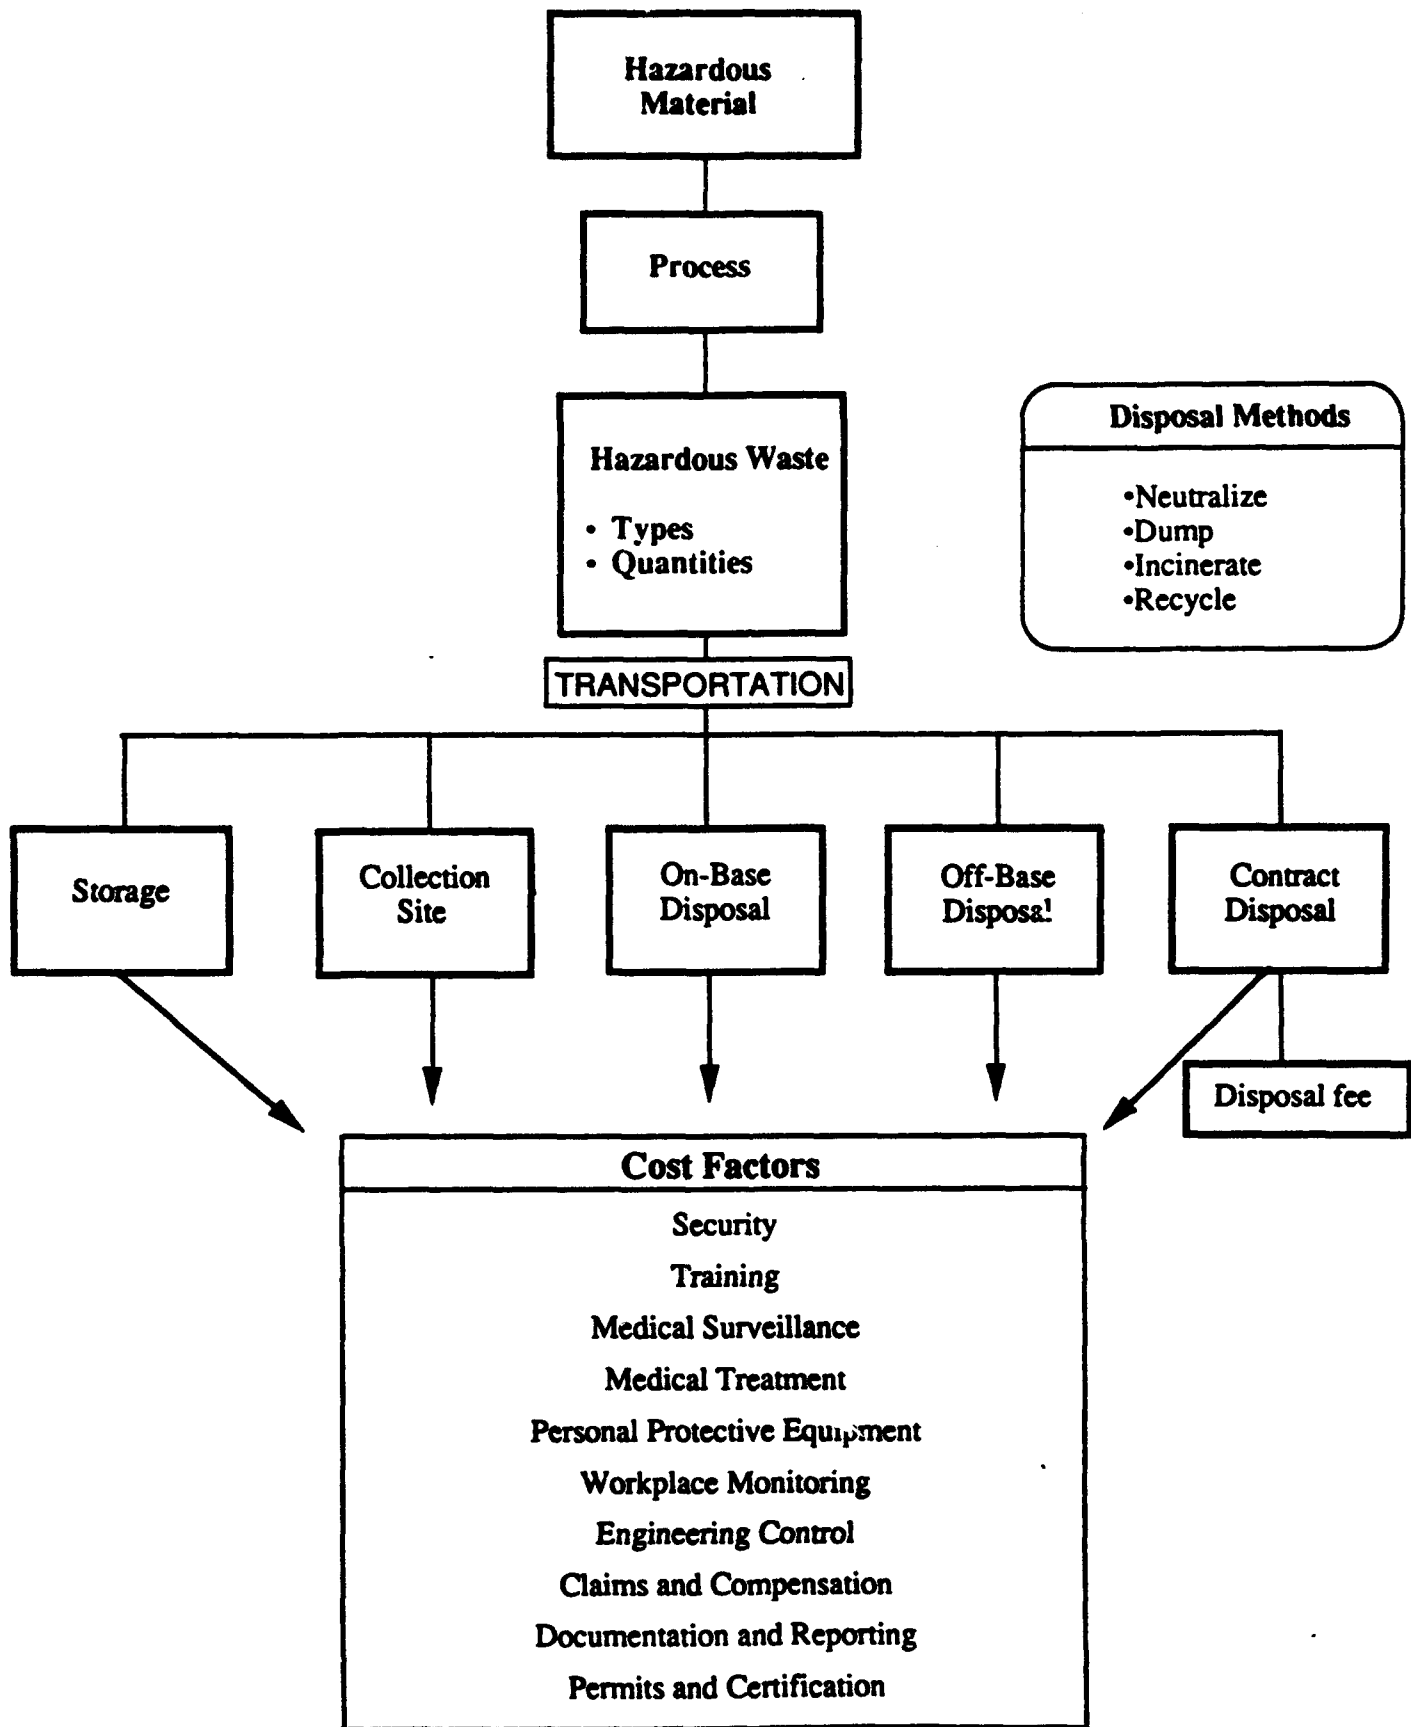 Hazardous
Material
Process
Hazardous Waste
• Types
• Quantities
Disposal Methods
•Neutralize
•Dump
•Incinerate
•Recycle
TRANSPORTATION
Storage
Collection
Site
On-Base
Disposal
Off-Base
Disposal
Contract
Disposal
Disposal fee
Cost Factors
Security
Training
Medical Surveillance
Medical Treatment
Personal Protective Equipment
Workplace Monitoring
Engineering Control
Claims and Compensation
Documentation and Reporting
Permits and Certification